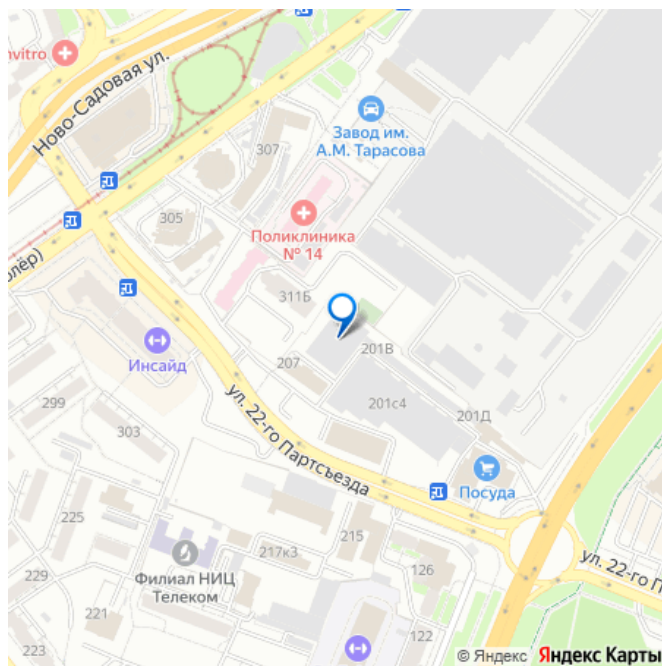 nvitro
Ново-Садовая ул.
307
Завод им.
А.М. Тарасова
305
Поликлиника
№ 14
олёр)
311Б
Инсайд
207
201В
299
201с4
201Д
303
ул. 22-го Партсъезда
Посуда
225
215
217к3
Филиал НИЦ
Телеком
126
229
221
ул. 22-го П
122
223
© Яндекс Яндекс Карты